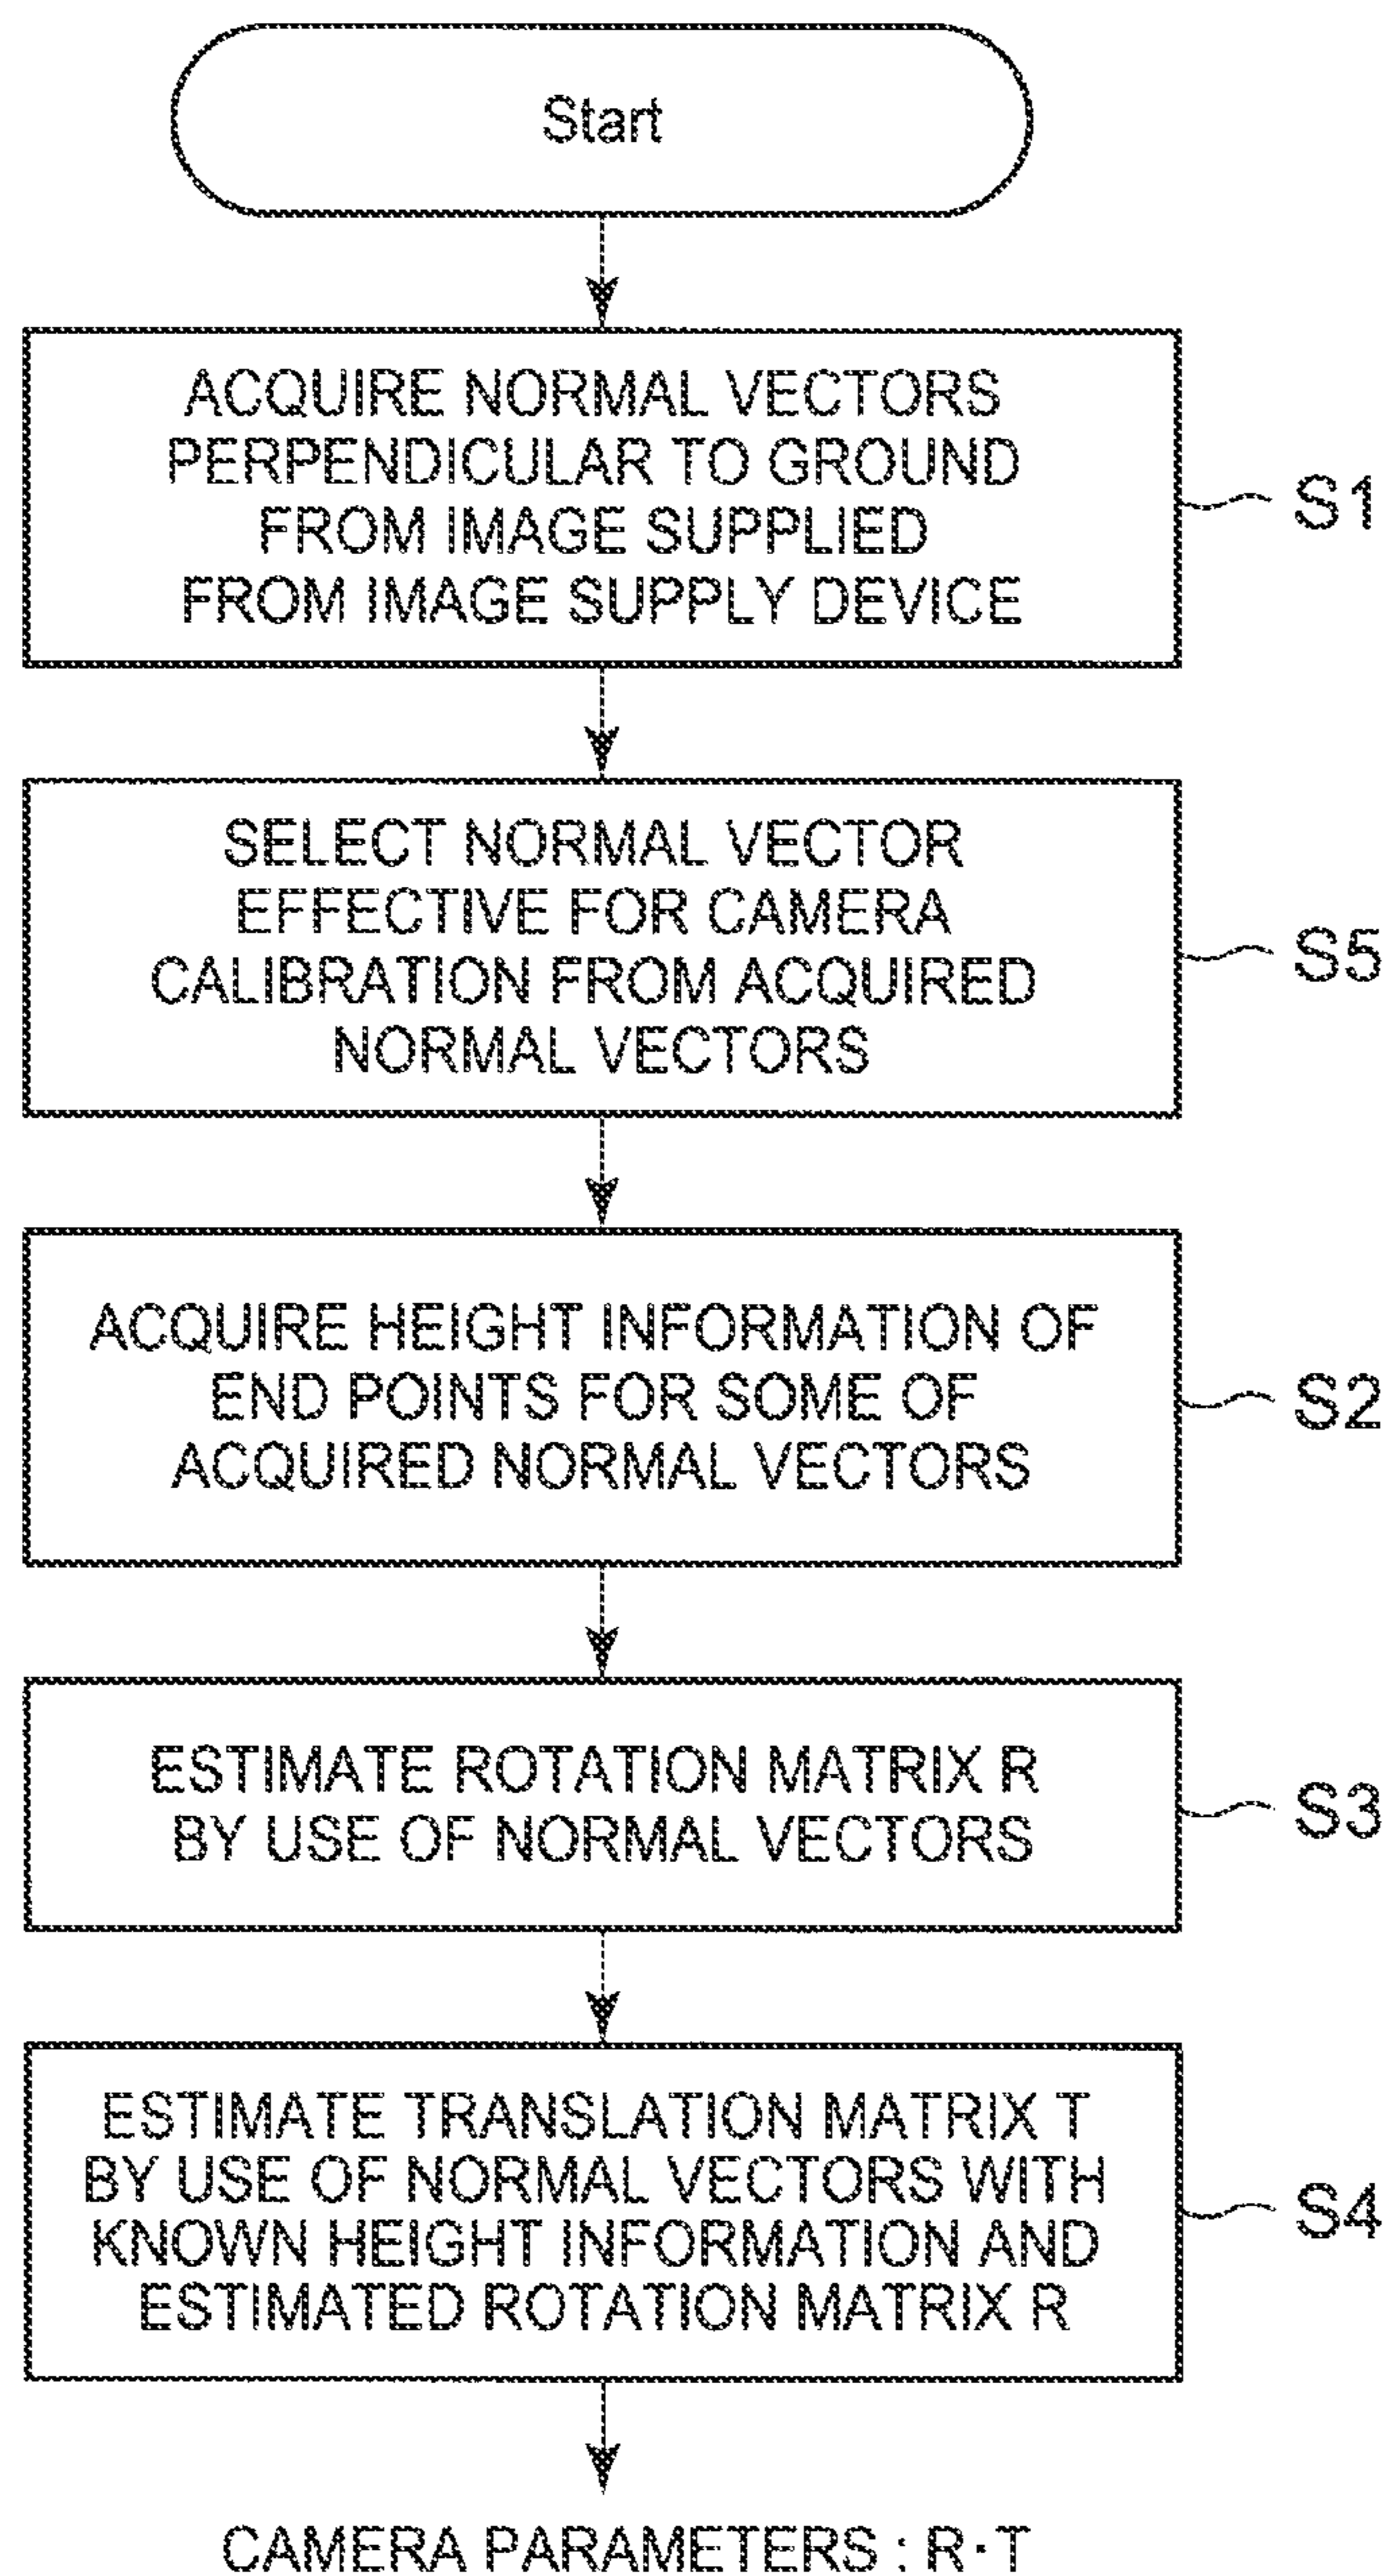 Start
ACQUIRE NORMAL VECTORS
PERPENDICULAR TO GROUND
FROM IMAGE SUPPLIED
FROM IMAGE SUPPLY DEVICE
S1
SELECT NORMAL VECTOR
EFFECTIVE FOR CAMERA
CALIBRATION FROM ACQUIRED
NORMAL VECTORS
S5
ACQUIRE HEIGHT INFORMATION OF
END POINTS FOR SOME OF
ACQUIRED NORMAL VECTORS
S2
ESTIMATE ROTATION MATRIX R
BY USE OF NORMAL VECTORS
S3
ESTIMATE TRANSLATION MATRIX T
BY USE OF NORMAL VECTORS WITH
KNOWN HEIGHT INFORMATION AND
ESTIMATED ROTATION MATRIX R
S4
CAMERA PARAMETERS : R·T